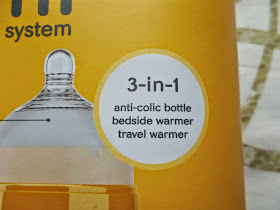 system
3-in-1
anti-colic bottle
bedside warmer
travel warmer